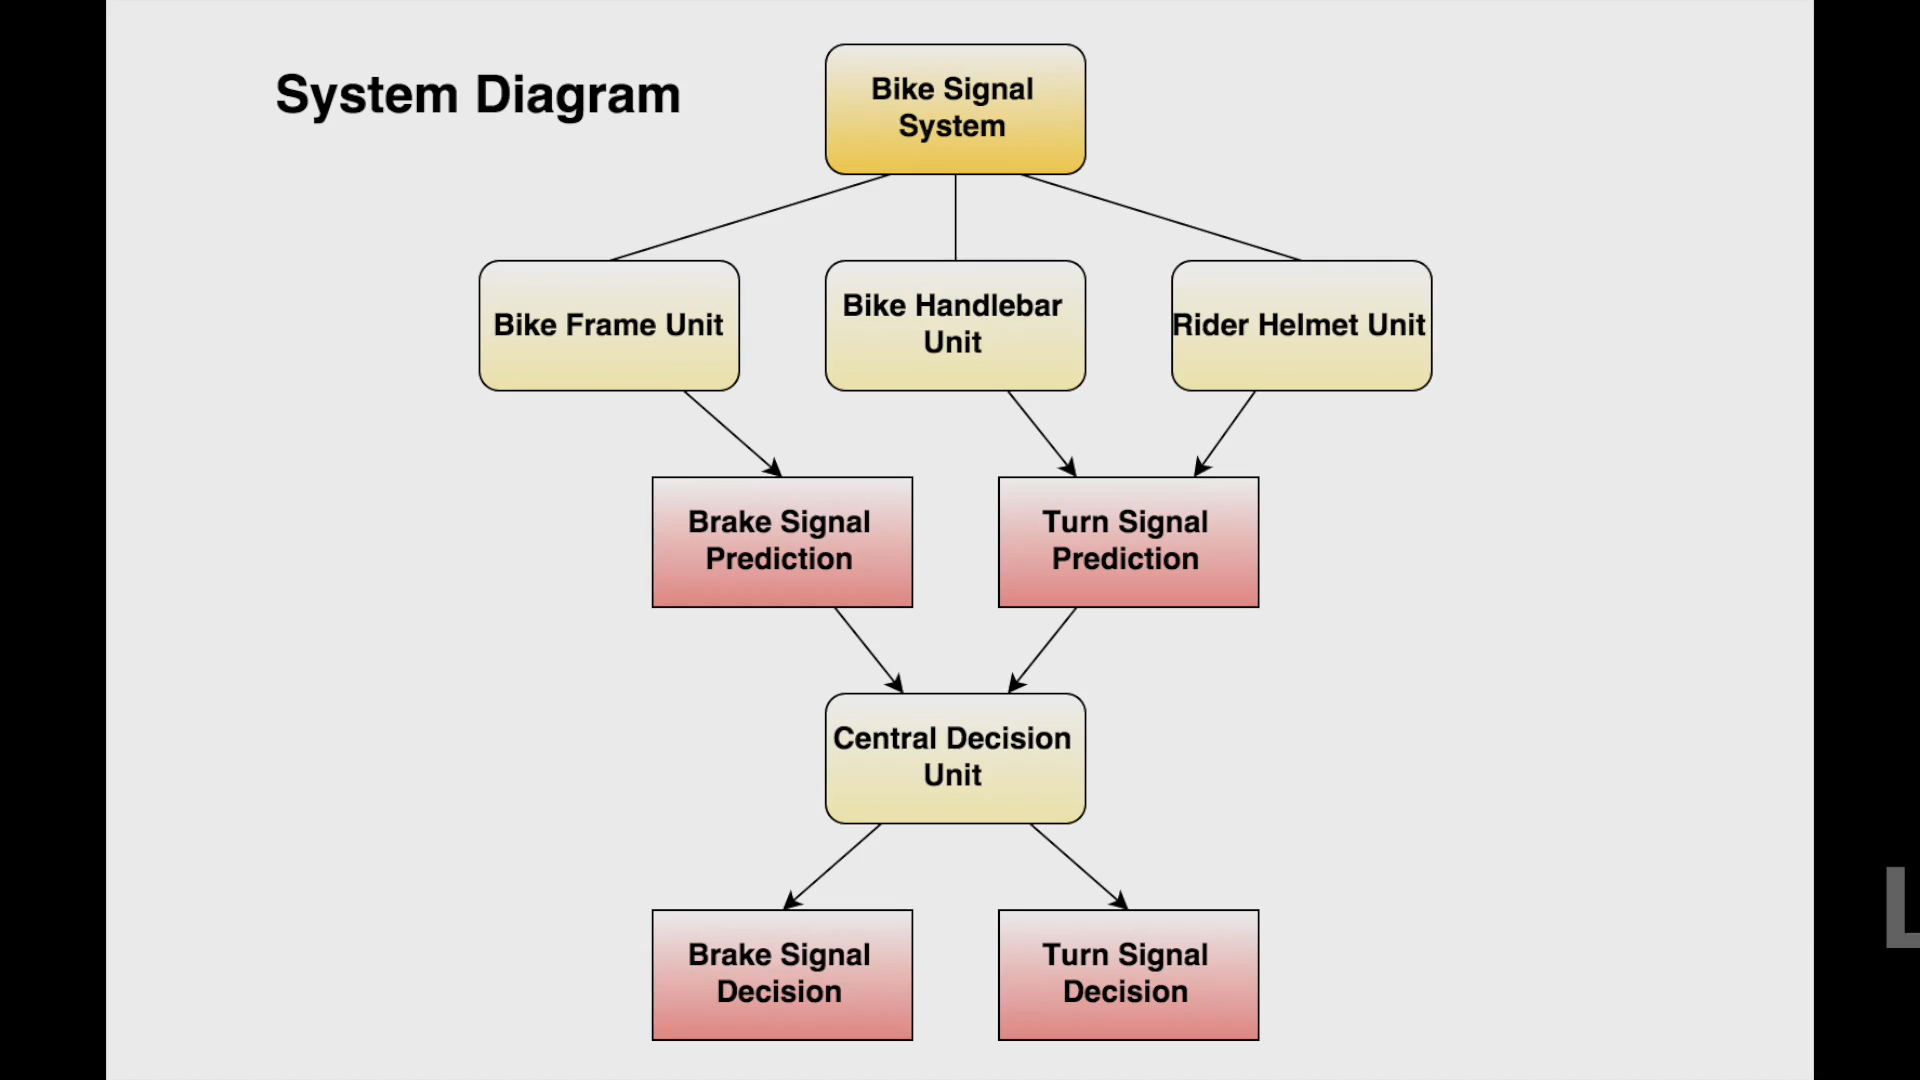 System Diagram
Bike Signal
System
Bike Frame Unit
Bike Handlebar
Unit
Rider Helmet Unit
Brake Signal
Prediction
Turn Signal
Prediction
Central Decision
Unit
Brake Signal
Decision
Turn Signal
Decision